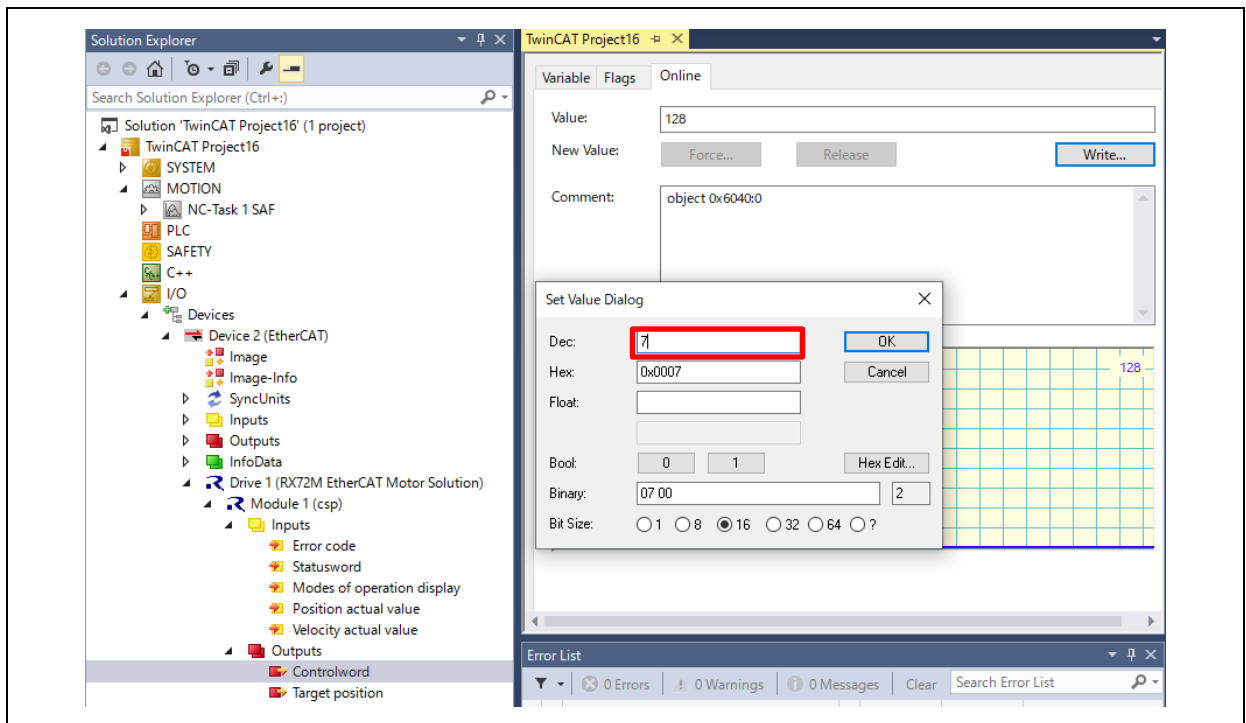 Solution Explorer
Search Solution Explorer (Ctrl+:)
Solution 'TwinCAT Project16' (1 project)
TwinCAT Project16
SYSTEM
MOTION
NC-Task 1 SAF
PLC
SAFETY
C++
I/O
Devices
Device 2 (EtherCAT)
Image
Image-Info
SyncUnits
Inputs
Outputs
InfoData
Drive 1 (RX72M EtherCAT Motor Solution)
Module 1 (csp)
Inputs
Error code
Statusword
Modes of operation display
Position actual value
Velocity actual value
Outputs
Controlword
Target position
TwinCAT Project16
Variable Flags Online
Value: 128
New Value: Force... Release Write...
Comment: object 0x6040:0
Set Value Dialog
Dec: 7 OK
Hex: 0x0007 Cancel
Float:
Bool: 0 1 Hex Edit...
Binary: 07 00 2
Bit Size: 1 8 16 32 64 ?
128
Error List
0 Errors 0 Warnings 0 Messages Clear Search Error List